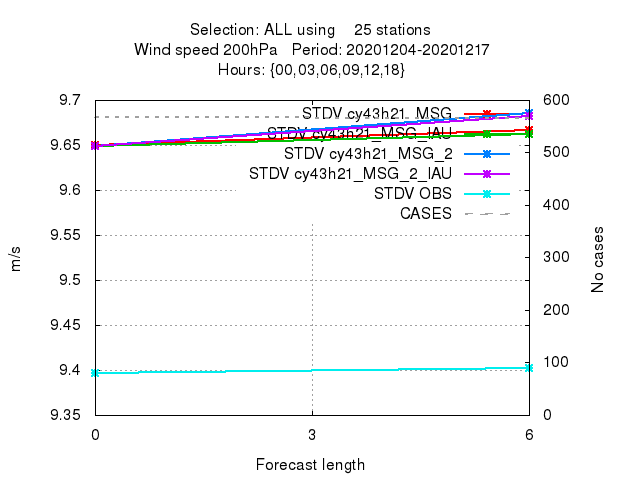 Selection: ALL using    25 stations
Wind speed 200hPa   Period: 20201204-20201217
Hours: {00,03,06,09,12,18}
9.7
9.65
9.6
9.55
9.5
9.45
9.4
9.35
m/s
600
500
400
300
200
100
0
No cases
STDV cy43h21_MSG
STDV cy43h21_MSG_IAU
STDV cy43h21_MSG_2
STDV cy43h21_MSG_2_IAU
STDV OBS
CASES
0
3
6
Forecast length